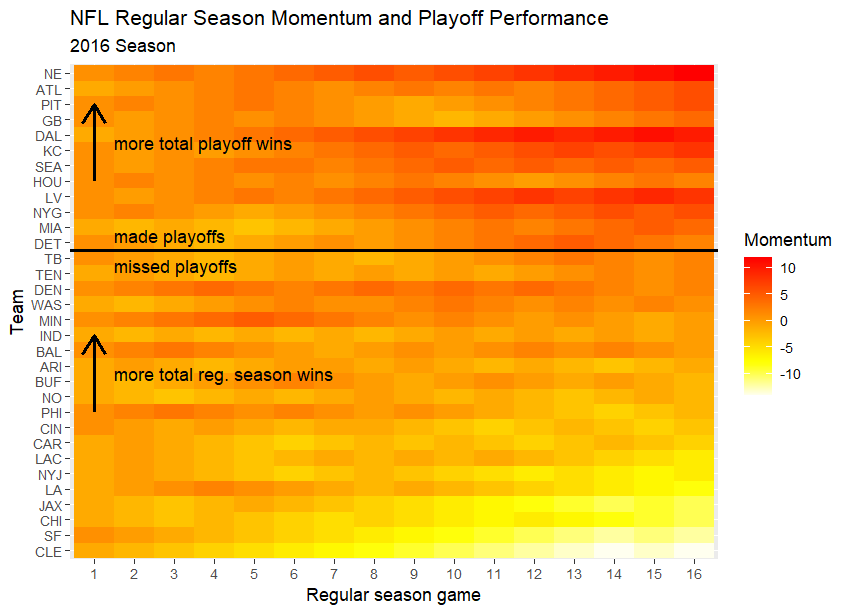 NFL Regular Season Momentum and Playoff Performance
2016 Season
NE
ATL
PIT
GB
DAL
KC
SEA
HOU
LV
NYG
MIA
DET
TB
TEN
DEN
WAS
MIN
IND
BAL
ARI
BUF
NO
PHI
CIN
CAR
LAC
NYJ
LA
JAX
CHI
SF
CLE
Team
more total playoff wins
made playoffs
missed playoffs
more total reg. season wins
1 2 3 4 5 6 7 8 9 10 11 12 13 14 15 16
Regular season game
Momentum
10
5
0
-5
-10